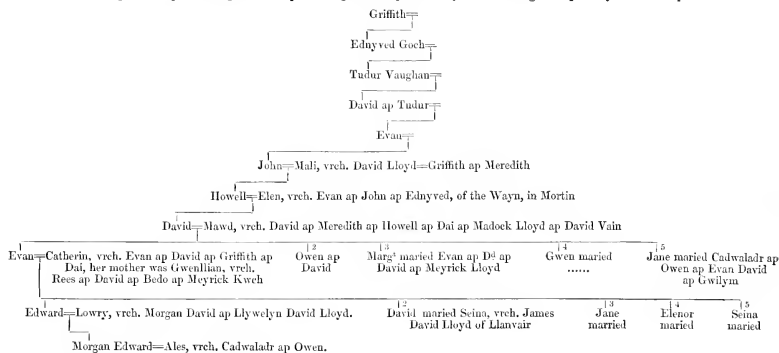 Griffith
Ednyved Goch
Tudur Vaughan
David ap Tudur
Evan
John=Mali, vrch. David Lloyd=Griffith ap Meredith
Howell=Elen, vrch. Evan ap John ap Ednyved, of the Wayn, in Mortin
David=Mawd, vrch. David ap Meredith ap Howell ap Dai ap Madock Lloyd ap David Vain
1 2 3 4 5
Evan=Catherin, vrch. Evan ap David ap Griffith ap Owen ap Margt maried Evan ap Dd ap Gwen maried Jane maried Cadwaladr ap
Dai, her mother was Gwenllian, vrch. David David ap Meyrick Lloyd ...... Owen ap Evan David
Rees ap David ap Bedo ap Meyrick Kweh ap Gwilym
1 2 3 4 5
Edward=Lowry, vrch. Morgan David ap Llywelyn David Lloyd. David maried Seina, vrch. James Jane Elenor Seina
David Lloyd of Llanvair married maried maried
Morgan Edward=Ales, vrch. Cadwaladr ap Owen.